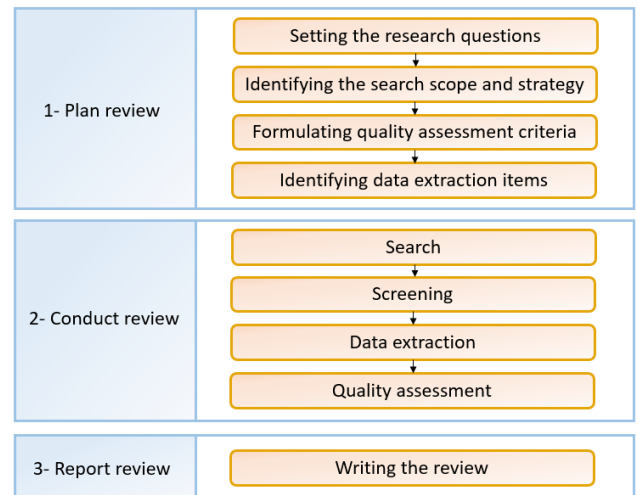 1- Plan review
Setting the research questions
Identifying the search scope and strategy
Formulating quality assessment criteria
Identifying data extraction items
2- Conduct review
Search
Screening
Data extraction
Quality assessment
3- Report review
Writing the review